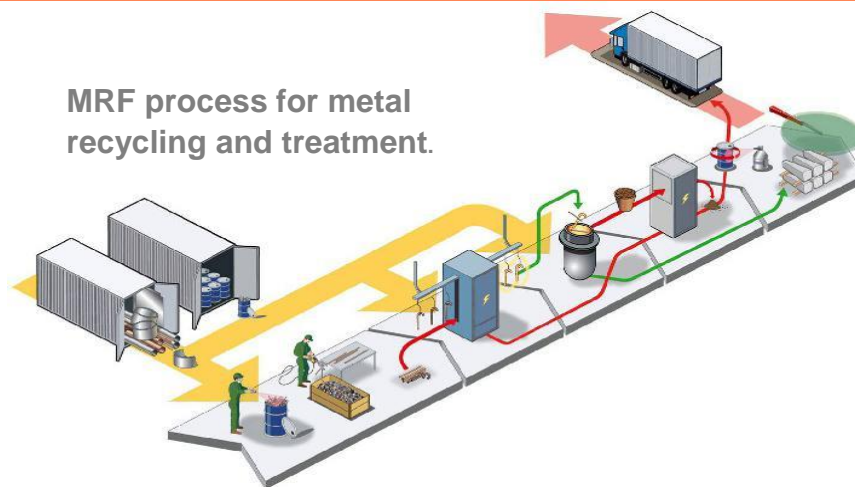 MRF process for metal
recycling and treatment.